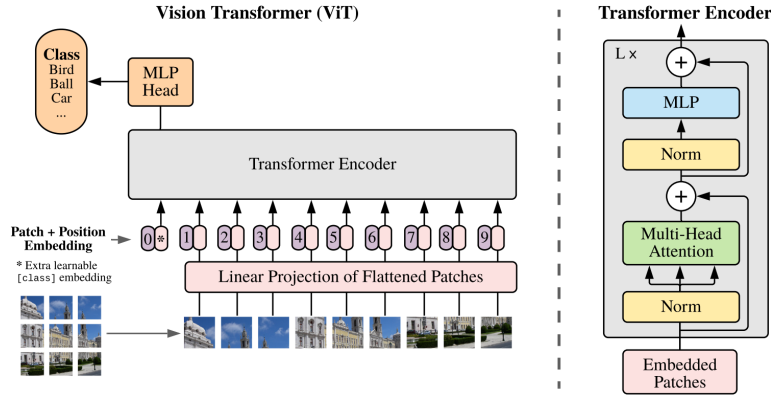 Vision Transformer (ViT)
Class
Bird
Ball
Car
...
MLP
Head
Transformer Encoder
Patch + Position
Embedding
0 * 1 2 3 4 5 6 7 8 9
* Extra learnable
[class] embedding
Linear Projection of Flattened Patches
Transformer Encoder
L x
+
MLP
Norm
+
Multi-Head
Attention
Norm
Embedded
Patches